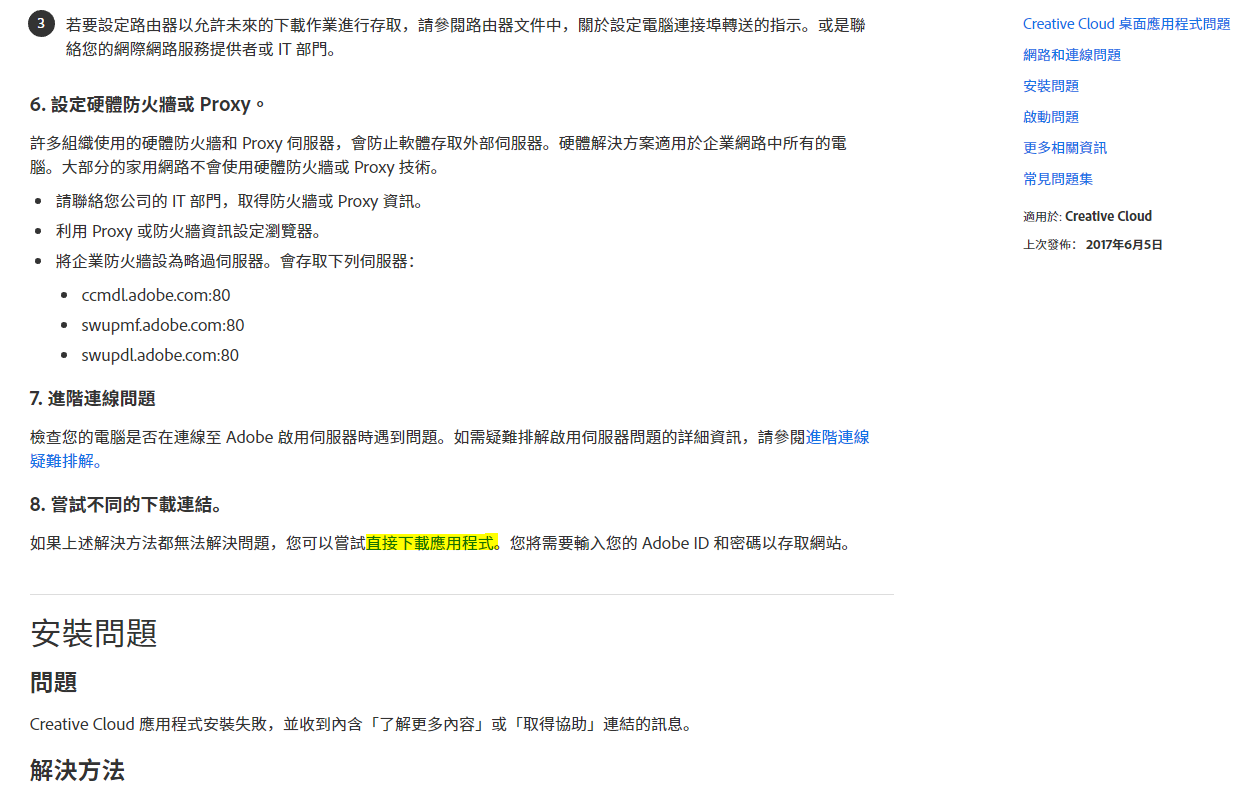 3 若要設定路由器以允許未來的下載作業進行存取，請參閱路由器文件中，關於設定電腦連接埠轉送的指示。或是聯
絡您的網際網路服務提供者或 IT 部門。
6. 設定硬體防火牆或 Proxy。
許多組織使用的硬體防火牆和 Proxy 伺服器，會防止軟體存取外部伺服器。硬體解決方案適用於企業網路中所有的電
腦。大部分的家用網路不會使用硬體防火牆或 Proxy 技術。
• 請聯絡您公司的 IT 部門，取得防火牆或 Proxy 資訊。
• 利用 Proxy 或防火牆資訊設定瀏覽器。
• 將企業防火牆設為略過伺服器。會存取下列伺服器：
• ccmdl.adobe.com:80
• swupmf.adobe.com:80
• swupdl.adobe.com:80
7. 進階連線問題
檢查您的電腦是否在連線至 Adobe 啟用伺服器時遇到問題。如需疑難排解啟用伺服器問題的詳細資訊，請參閱進階連線
疑難排解。
8. 嘗試不同的下載連結。
如果上述解決方法都無法解決問題，您可以嘗試直接下載應用程式。您將需要輸入您的 Adobe ID 和密碼以存取網站。
安裝問題
問題
Creative Cloud 應用程式安裝失敗，並收到內含「了解更多內容」或「取得協助」連結的訊息。
解決方法
Creative Cloud 桌面應用程式問題
網路和連線問題
安裝問題
啟動問題
更多相關資訊
常見問題集
適用於: Creative Cloud
上次發佈： 2017年6月5日